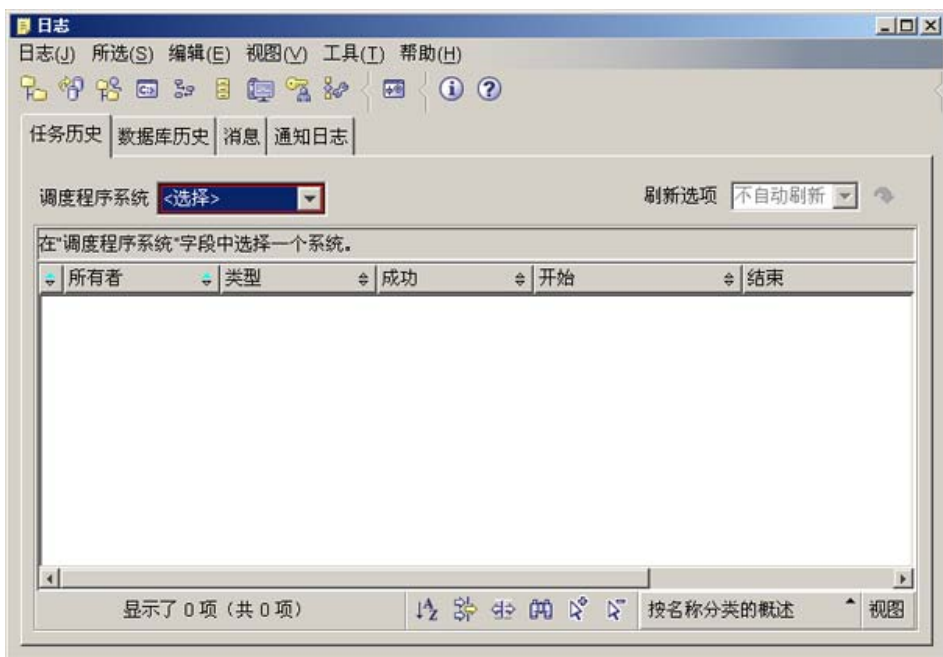 日志
日志(J) 所选(S) 编辑(E) 视图(V) 工具(T) 帮助(H)
任务历史 数据库历史 消息 通知日志
调度程序系统 <选择> 刷新选项 不自动刷新
在"调度程序系统"字段中选择一个系统。
所有者 类型 成功 开始 结束
显示了 0 项 (共 0 项) 按名称分类的概述 视图